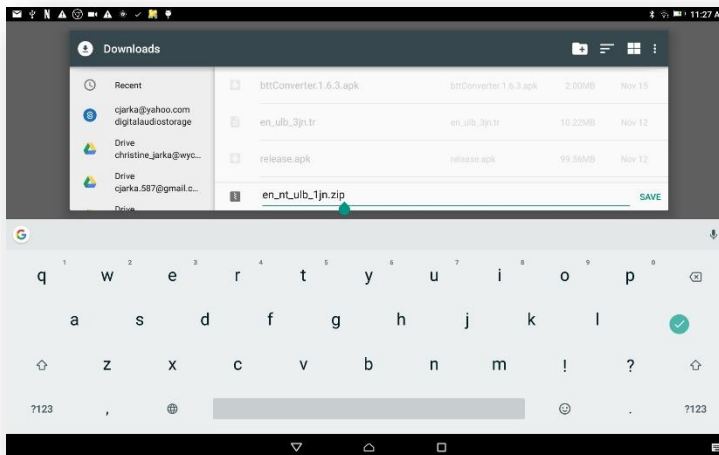 11:27 A
Downloads
Recent
bttConverter.1.6.3.apk bttConverter.1.6.3.apk 2.00MB Nov 15
cjarka@yahoo.com
digitalaudiostorage
en_ulb_3jn.tr en_ulb_3jn.tr 10.22MB Nov 12
Drive
christine_jarka@wyc...
release.apk release.apk 99.56MB Nov 12
Drive
cjarka.587@gmail.c...
Drive
en_nt_ulb_1jn.zip SAVE
G
1 2 3 4 5 6 7 8 9 0
q w e r t y u i o p
a s d f g h j k l
z x c v b n m ! ?
?123 , . ?123